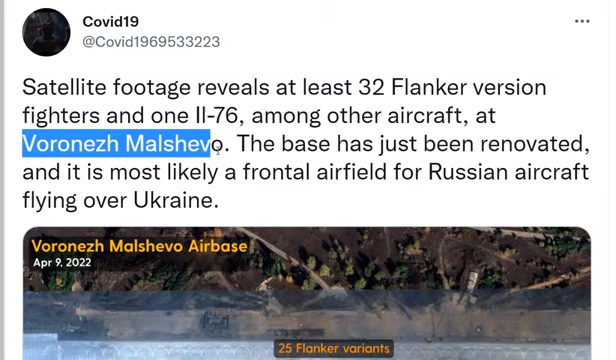 Covid19
@Covid1969533223
Satellite footage reveals at least 32 Flanker version
fighters and one Il-76, among other aircraft, at
Voronezh Malshevo. The base has just been renovated,
and it is most likely a frontal airfield for Russian aircraft
flying over Ukraine.
Voronezh Malshevo Airbase
Apr 9, 2022
25 Flanker variants